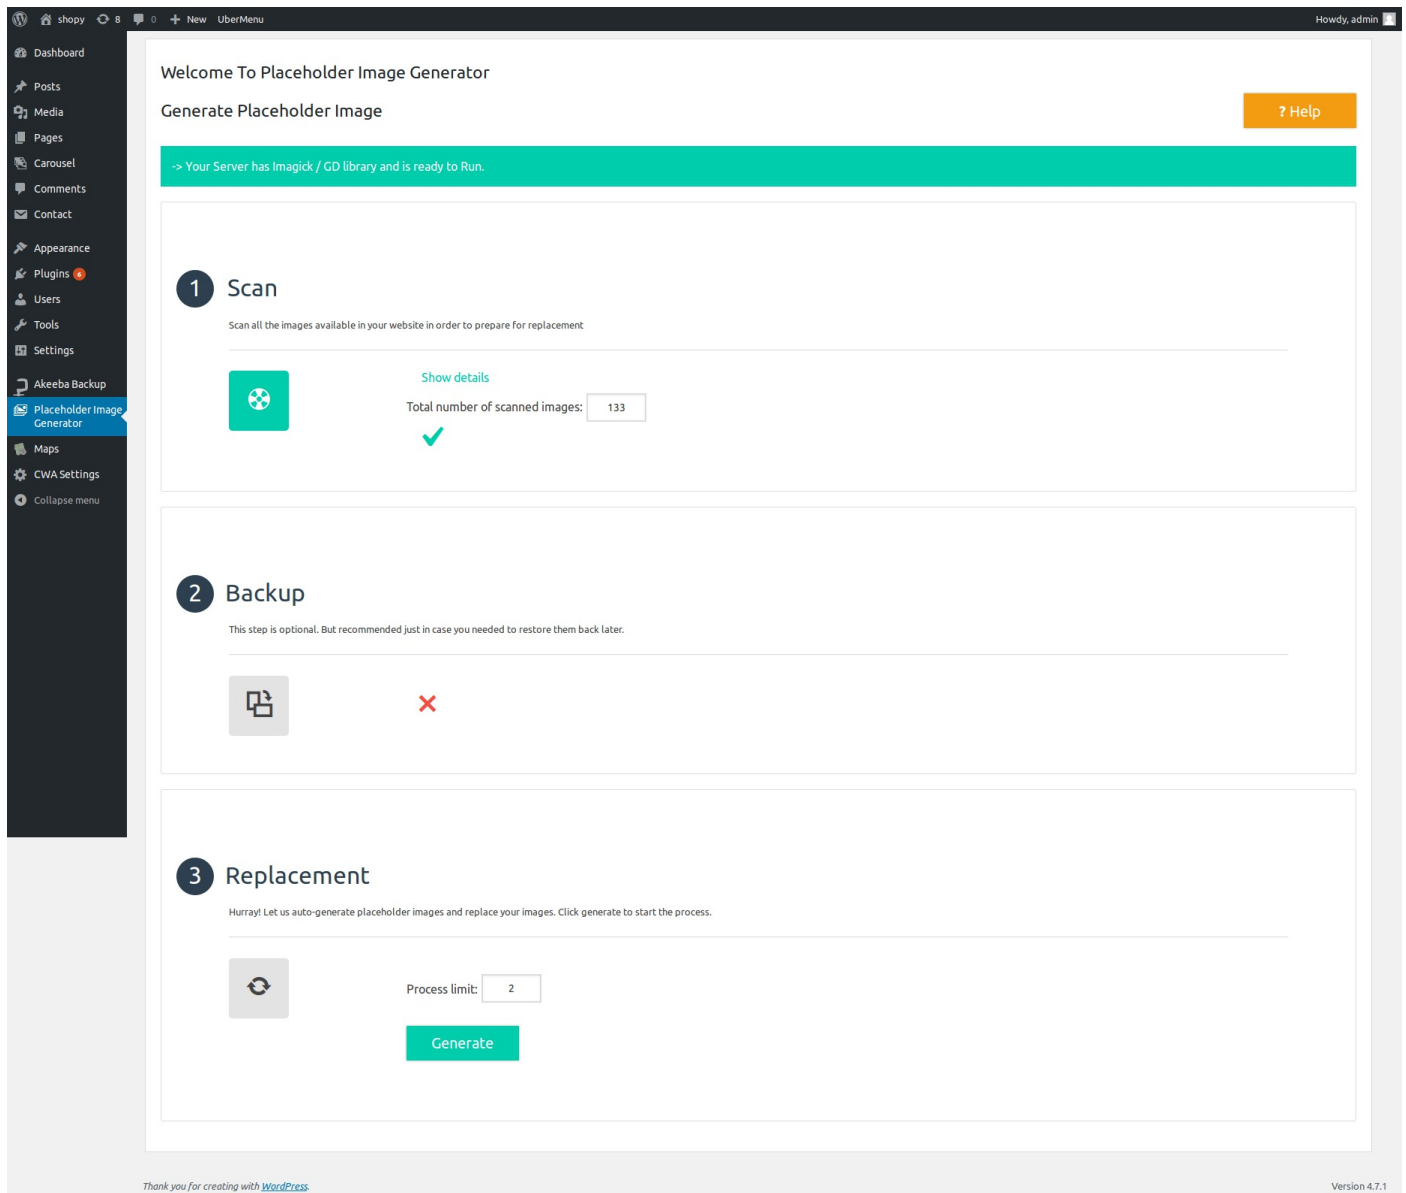 shopy 8 0 New UberMenu Howdy, admin
Dashboard
Posts
Media
Pages
Carousel
Comments
Contact
Appearance
Plugins 6
Users
Tools
Settings
Akeeba Backup
Placeholder Image
Generator
Maps
CWA Settings
Collapse menu
Welcome To Placeholder Image Generator
Generate Placeholder Image
? Help
-> Your Server has Imagick / GD library and is ready to Run.
1 Scan
Scan all the images available in your website in order to prepare for replacement
Show details
Total number of scanned images: 133
2 Backup
This step is optional. But recommended just in case you needed to restore them back later.
3 Replacement
Hurray! Let us auto-generate placeholder images and replace your images. Click generate to start the process.
Process limit: 2
Generate
Thank you for creating with WordPress.
Version 4.7.1